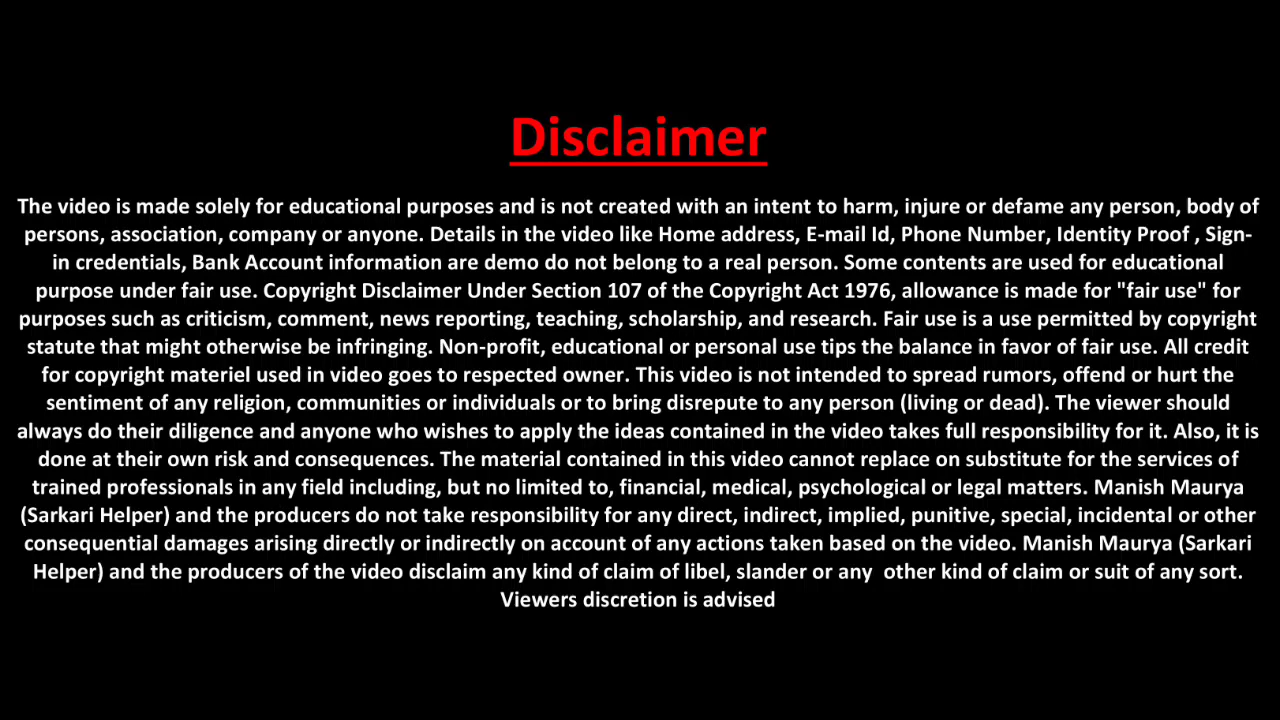 Disclaimer
The video is made solely for educational purposes and is not created with an intent to harm, injure or defame any person, body of
persons, association, company or anyone. Details in the video like Home address, E-mail Id, Phone Number, Identity Proof , Sign-
in credentials, Bank Account information are demo do not belong to a real person. Some contents are used for educational
purpose under fair use. Copyright Disclaimer Under Section 107 of the Copyright Act 1976, allowance is made for "fair use" for
purposes such as criticism, comment, news reporting, teaching, scholarship, and research. Fair use is a use permitted by copyright
statute that might otherwise be infringing. Non-profit, educational or personal use tips the balance in favor of fair use. All credit
for copyright materiel used in video goes to respected owner. This video is not intended to spread rumors, offend or hurt the
sentiment of any religion, communities or individuals or to bring disrepute to any person (living or dead). The viewer should
always do their diligence and anyone who wishes to apply the ideas contained in the video takes full responsibility for it. Also, it is
done at their own risk and consequences. The material contained in this video cannot replace on substitute for the services of
trained professionals in any field including, but no limited to, financial, medical, psychological or legal matters. Manish Maurya
(Sarkari Helper) and the producers do not take responsibility for any direct, indirect, implied, punitive, special, incidental or other
consequential damages arising directly or indirectly on account of any actions taken based on the video. Manish Maurya (Sarkari
Helper) and the producers of the video disclaim any kind of claim of libel, slander or any  other kind of claim or suit of any sort.
Viewers discretion is advised